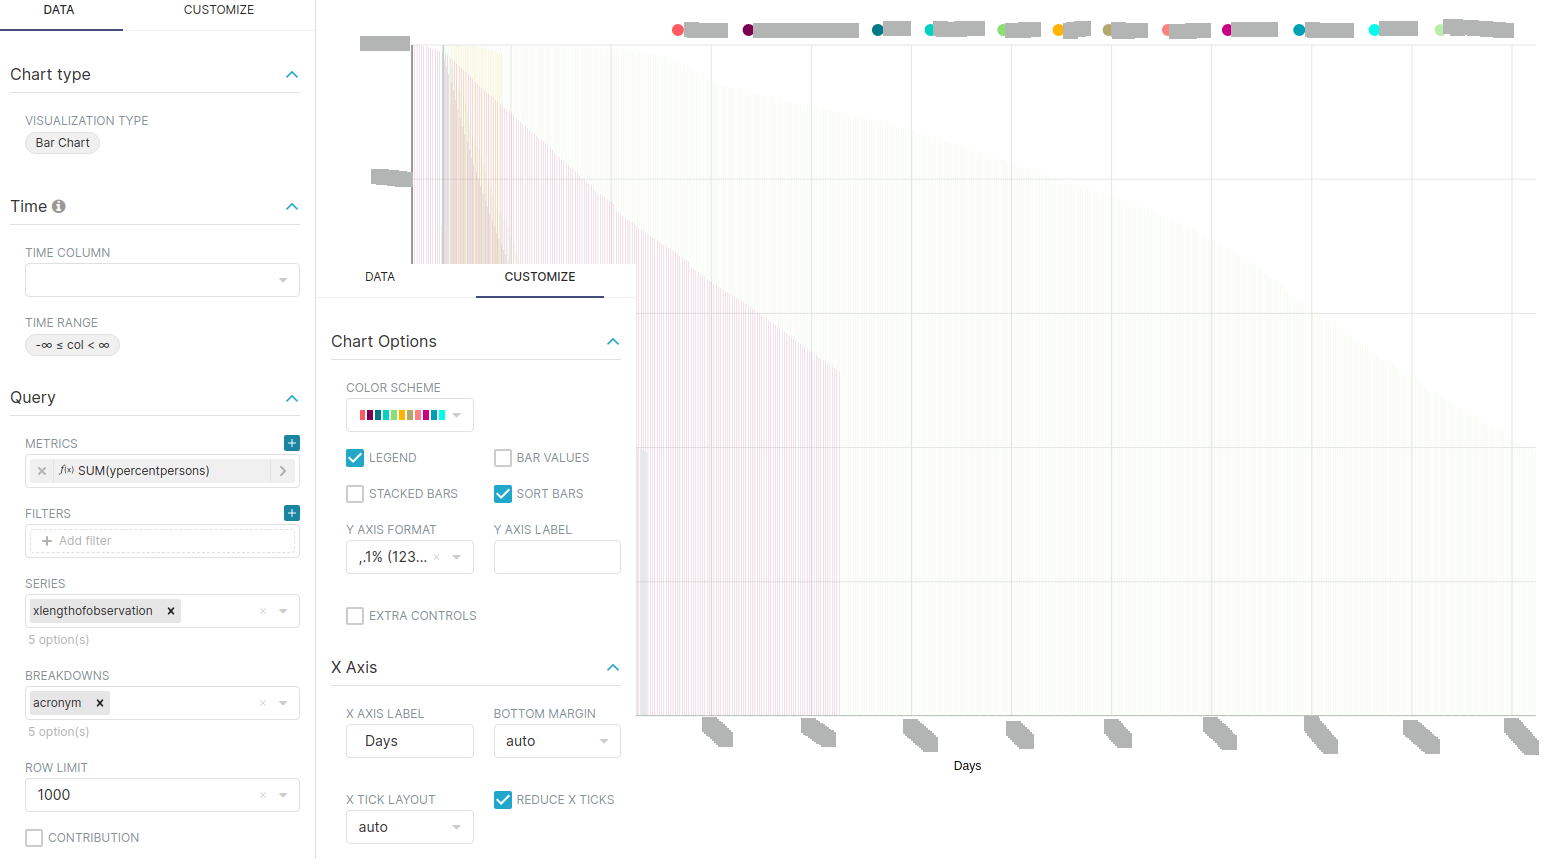 DATA
CUSTOMIZE
Chart type
VISUALIZATION TYPE
Bar Chart
Time
TIME COLUMN
TIME RANGE
-∞ ≤ col < ∞
Query
METRICS
f(x) SUM(ypercentpersons)
FILTERS
Add filter
SERIES
xlengthofobservation
5 option(s)
BREAKDOWNS
acronym
5 option(s)
ROW LIMIT
1000
CONTRIBUTION
DATA
CUSTOMIZE
Chart Options
COLOR SCHEME
LEGEND
BAR VALUES
STACKED BARS
SORT BARS
Y AXIS FORMAT
Y AXIS LABEL
,.1% (123...
EXTRA CONTROLS
X Axis
X AXIS LABEL
BOTTOM MARGIN
Days
auto
X TICK LAYOUT
REDUCE X TICKS
auto
Days